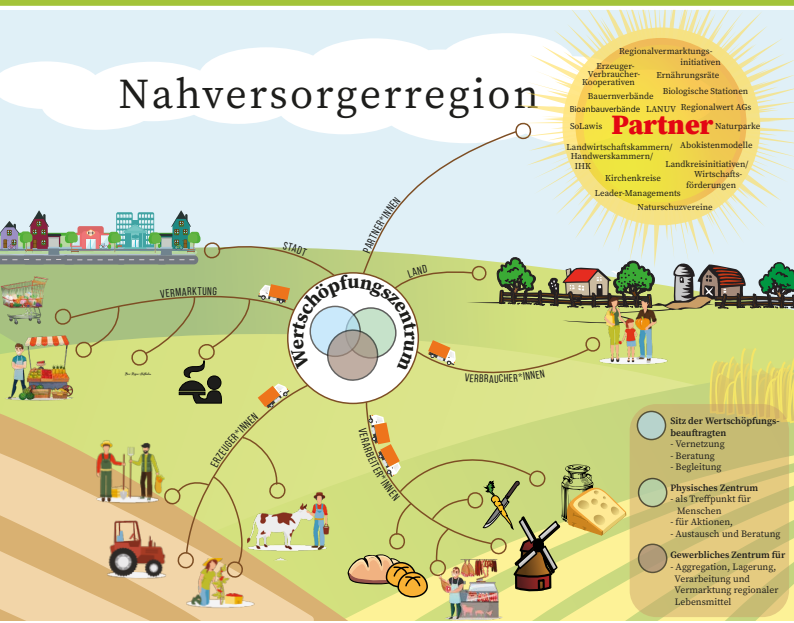 Nahversorgerregion
Regionalvermarktungs-
initiativen
Erzeuger-
Verbraucher-
Kooperativen
Ernährungsräte
Biologische Stationen
Bauernverbände
Bioanbauverbände
LANUV
Regionalwert AGs
SoLawis
Partner
Naturparke
Landwirtschaftskammern/
Handwerskammern/
IHK
Abokistenmodelle
Landkreisinitiativen/
Wirtschafts-
förderungen
Kirchenkreise
Leader-Managements
Naturschuzvereine
PARTNER*INNEN
STADT
LAND
VERMARKTUNG
Wertschöpfungszentrum
VERBRAUCHER*INNEN
ERZEUGER*INNEN
VERARBEITER*INNEN
Sitz der Wertschöpfungs-
beauftragten
- Vernetzung
- Beratung
- Begleitung
Physisches Zentrum
- als Treffpunkt für
Menschen
- für Aktionen,
- Austausch und Beratung
Gewerbliches Zentrum für
- Aggregation, Lagerung,
Verarbeitung und
Vermarktung regionaler
Lebensmittel